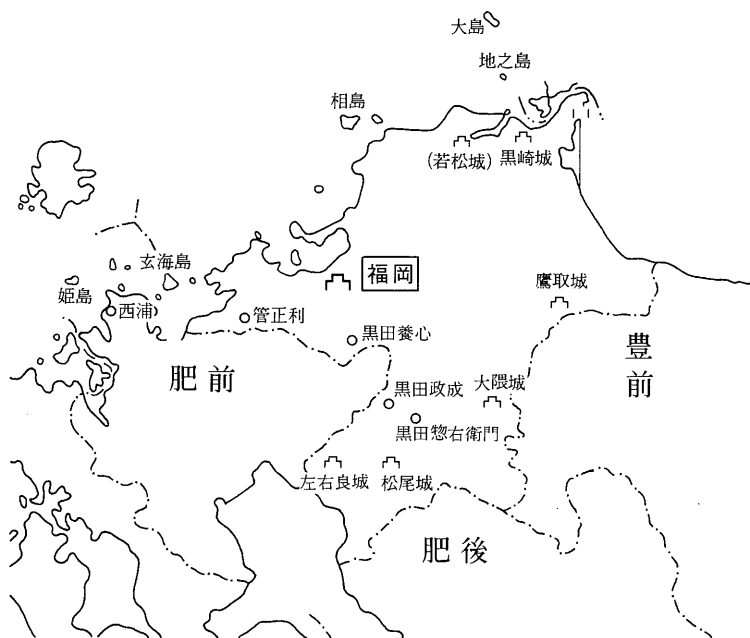 大島
地之島
相島
(若松城)
黒崎城
玄海島
福岡
鷹取城
姫島
西浦
管正利
黒田養心
豊前
肥前
黒田政成
大隈城
黒田惣右衛門
左右良城
松尾城
肥後